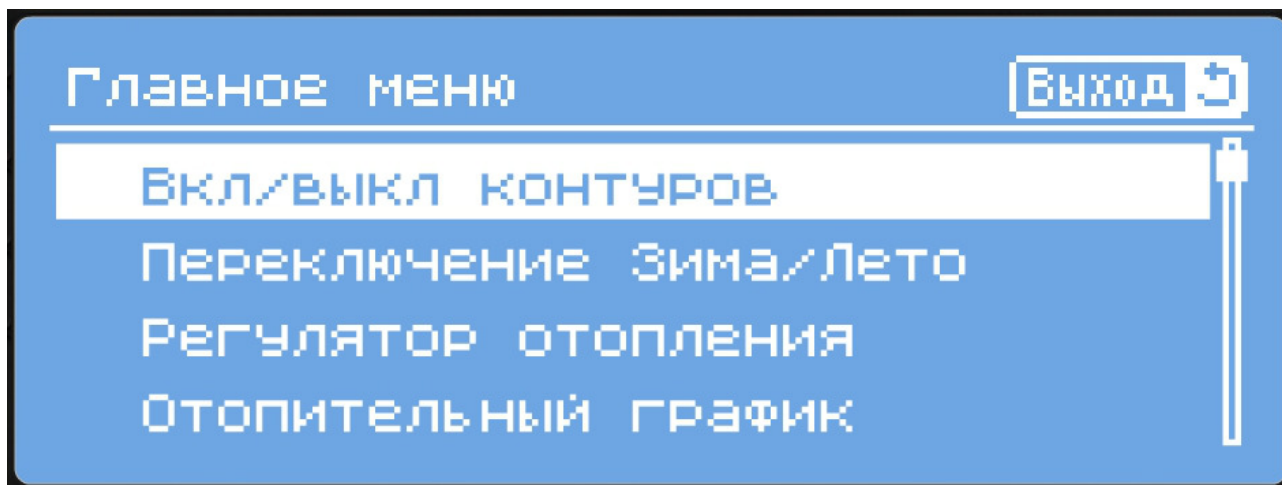 Главное меню Выход
Вкл/выкл контуров
Переключение Зима/Лето
Регулятор отопления
Отопительный график